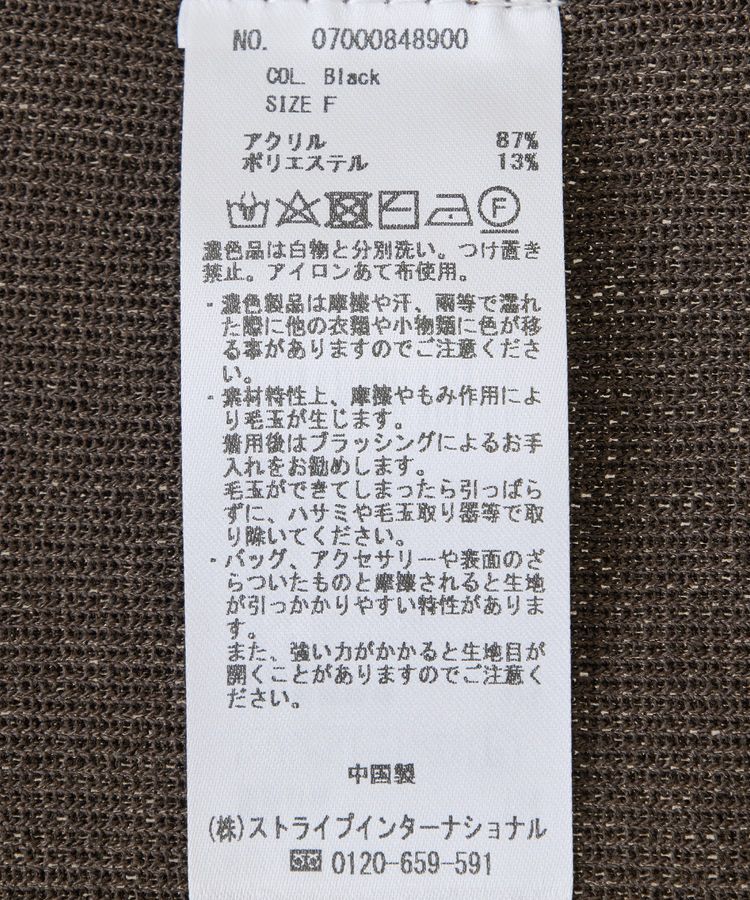 NO. 07000848900
COL. Black
SIZE F
アクリル 87%
ポリエステル 13%
F
濃色品は白物と分別洗い。つけ置き
禁止。アイロンあて布使用。
・濃色製品は摩擦や汗、雨等で濡れ
た際に他の衣類や小物類に色が移
る事がありますのでご注意くださ
い。
・素材特性上、摩擦やもみ作用によ
り毛玉が生じます。
着用後はブラッシングによるお手
入れをお勧めします。
毛玉ができてしまったら引っぱら
ずに、ハサミや毛玉取り器等で取
り除いてください。
・バッグ、アクセサリーや表面のざ
らついたものと摩擦されると生地
が引っかかりやすい特性がありま
す。
また、強い力がかかると生地目が
開くことがありますのでご注意く
ださい。
中国製
(株)ストライプインターナショナル
0120-659-591